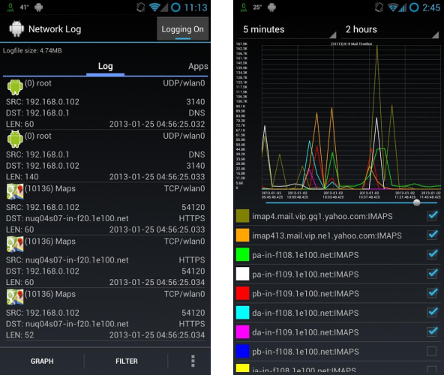 41°
11:13
Network Log
Logging On
Logfile size: 4.74MB
Log
Apps
(0) root
UDP/wlan0
SRC: 192.168.0.102
3140
DST: 192.168.0.1
DNS
LEN: 60
2013-01-25 04:56:25.032
(0) root
UDP/wlan0
SRC: 192.168.0.1
DNS
DST: 192.168.0.102
3140
LEN: 140
2013-01-25 04:56:25.033
(10136) Maps
TCP/wlan0
SRC: 192.168.0.102
54120
DST: nuq04s07-in-f20.1e100.net
HTTPS
LEN: 60
2013-01-25 04:56:25.033
(10136) Maps
TCP/wlan0
SRC: 192.168.0.102
54120
DST: nuq04s07-in-f20.1e100.net
HTTPS
LEN: 60
2013-01-25 04:56:25.034
(10136) Maps
TCP/wlan0
SRC: 192.168.0.102
54120
DST: nuq04s07-in-f20.1e100.net
HTTPS
LEN: 52
2013-01-25 04:56:25.034
GRAPH
FILTER
25°
2:45
5 minutes
2 hours
imap4.mail.vip.gq1.yahoo.com:IMAPS
imap413.mail.vip.ne1.yahoo.com:IMAPS
pa-in-f108.1e100.net:IMAPS
pa-in-f109.1e100.net:IMAPS
pb-in-f109.1e100.net:IMAPS
da-in-f108.1e100.net:IMAPS
da-in-f109.1e100.net:IMAPS
pb-in-f108.1e100.net:IMAPS